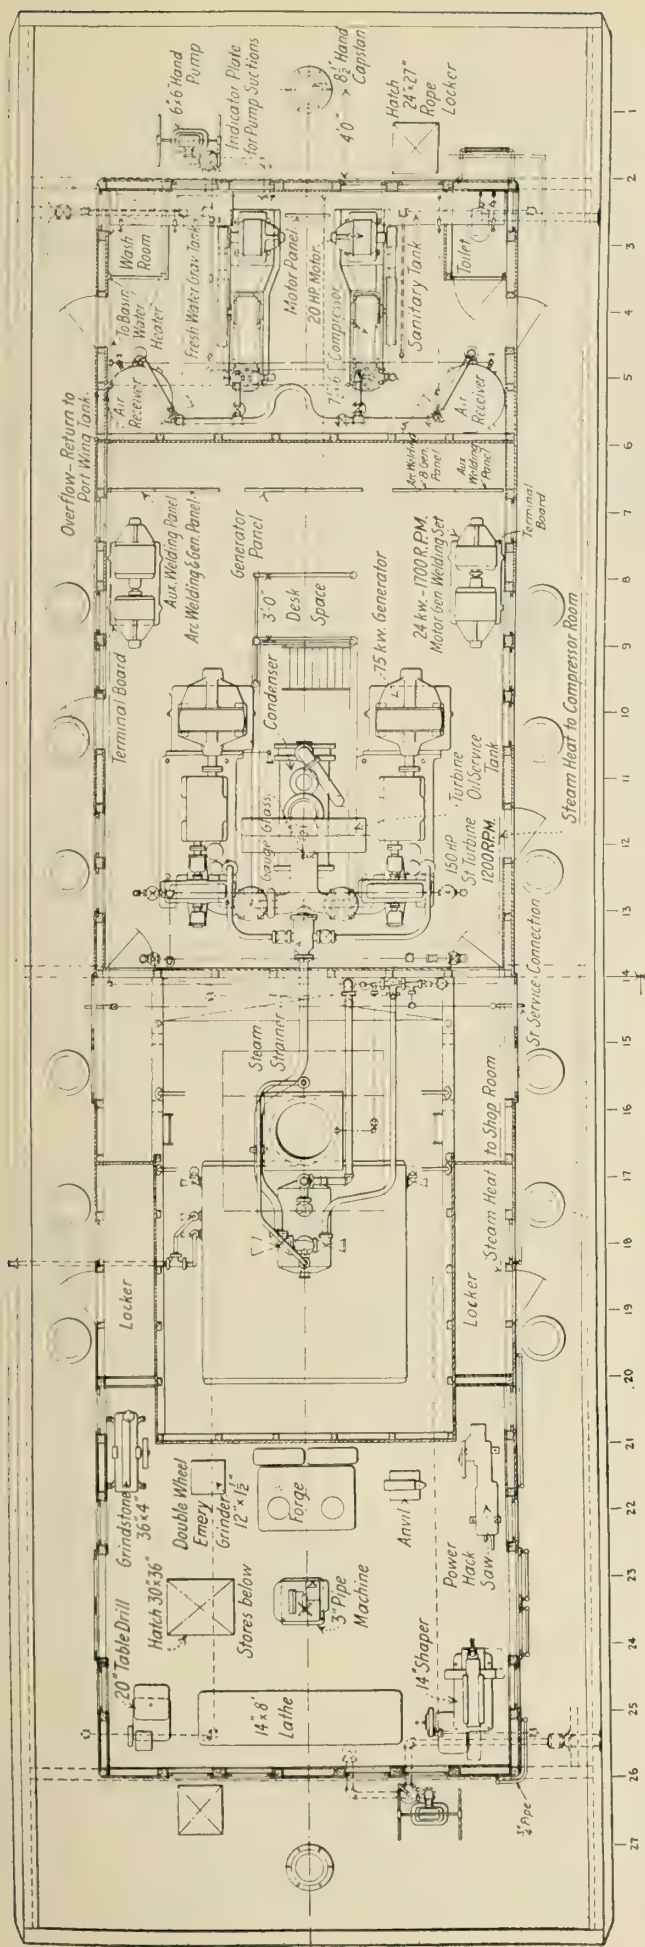 6"x6" Hand
Pump
Indicator Plate
for Pump Suctions
4'0" > 8½" Hand
Capstan
Hatch
24"x27"
Rope
Locker
Wash
Room
To Basin
Water
Heater
Air
Receiver
Fresh Water Grav Tank
Motor Panel
20 HP. Motor
Compressor
Sanitary Tank
Toilet
Air
Receiver
Overflow-Return to
Port Wing Tank
Aux. Welding Panel
Arc Welding & Gen. Panel
Generator
Panel
Arc Welding
& Gen.
Panel
Aux
Welding
Panel
Terminal Board
3'-0"
Desk
Space
Condenser
75 k.w. Generator
24 kw.-1700 R.P.M.
Motor Gen Welding Set
Terminal
Board
Gauge Glass
Turbine
Oil Service
Tank
150 HP
St Turbine
1200 R.P.M.
Steam Heat to Compressor Room
St Service Connection
Steam
Strainer
Steam Heat to Shop Room
Locker
Locker
Grindstone
36"x4"
Double Wheel
Emery
Grinder
12"x1½"
Forge
Anvil
Power
Hack
Saw
20" Table Drill
Hatch 30"x36"
Stores below
3" Pipe
Machine
14" Shaper
14"x8'
Lathe
¾" Pipe
1
2
3
4
5
6
7
8
9
10
11
12
13
14
15
16
17
18
19
20
21
22
23
24
25
26
27